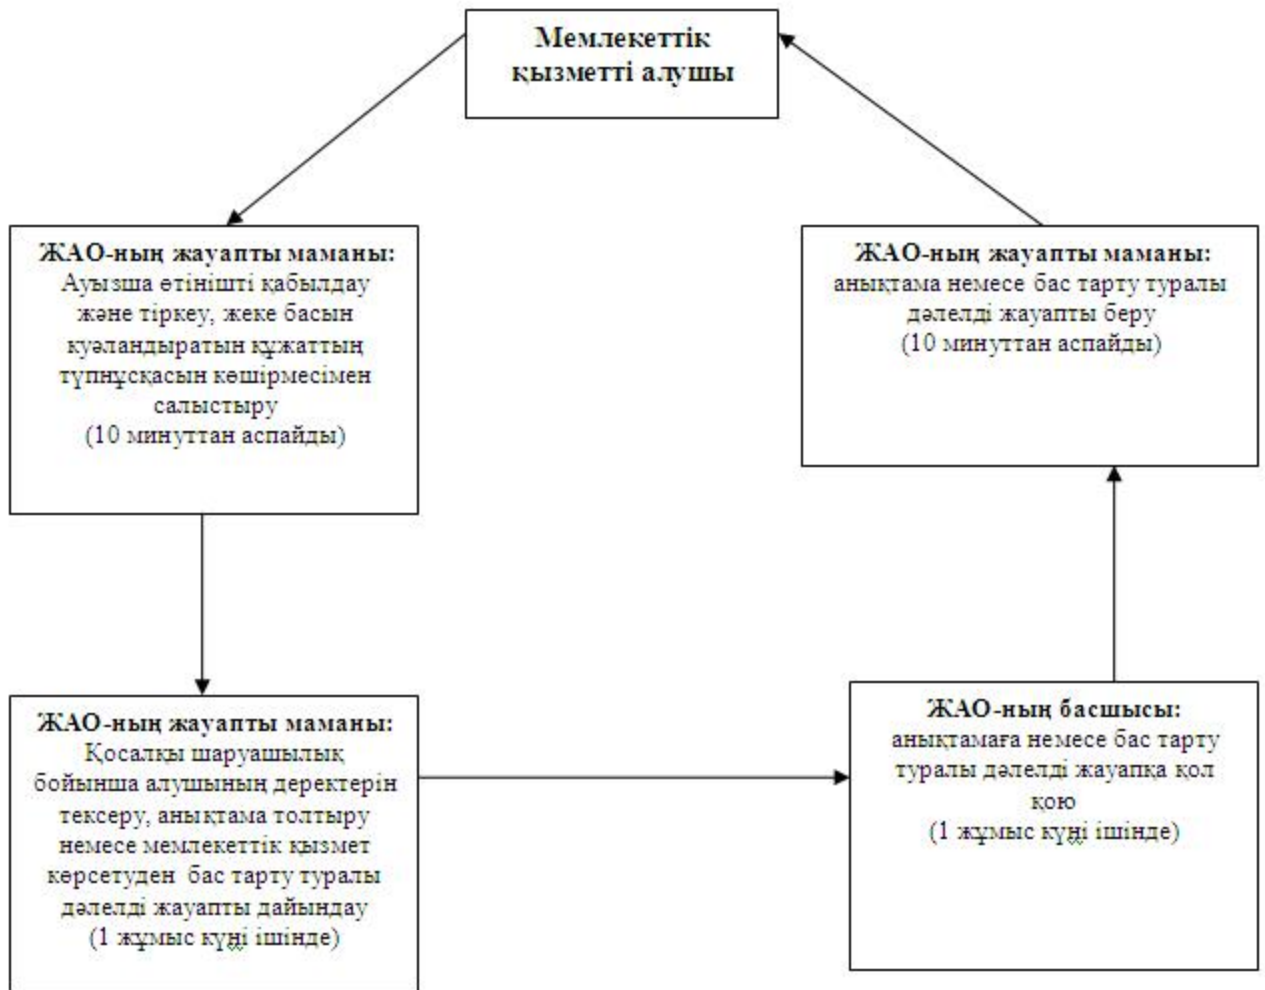 Мемлекеттік
қызметті алушы
ЖАО-ның жауапты маманы:
Ауызша өтінішті қабылдау
және тіркеу, жеке басын
куәландыратын құжаттың
түпнұсқасын көшірмесімен
салыстыру
(10 минуттан аспайды)
ЖАО-ның жауапты маманы:
анықтама немесе бас тарту туралы
дәлелді жауапты беру
(10 минуттан аспайды)
ЖАО-ның жауапты маманы:
Қосалқы шаруашылық
бойынша алушының деректерін
тексеру, анықтама толтыру
немесе мемлекеттік қызмет
көрсетуден бас тарту туралы
дәлелді жауапты дайындау
(1 жұмыс күңі ішінде)
ЖАО-ның басшысы:
анықтамаға немесе бас тарту
туралы дәлелді жауапқа қол
қою
(1 жұмыс күңі ішінде)